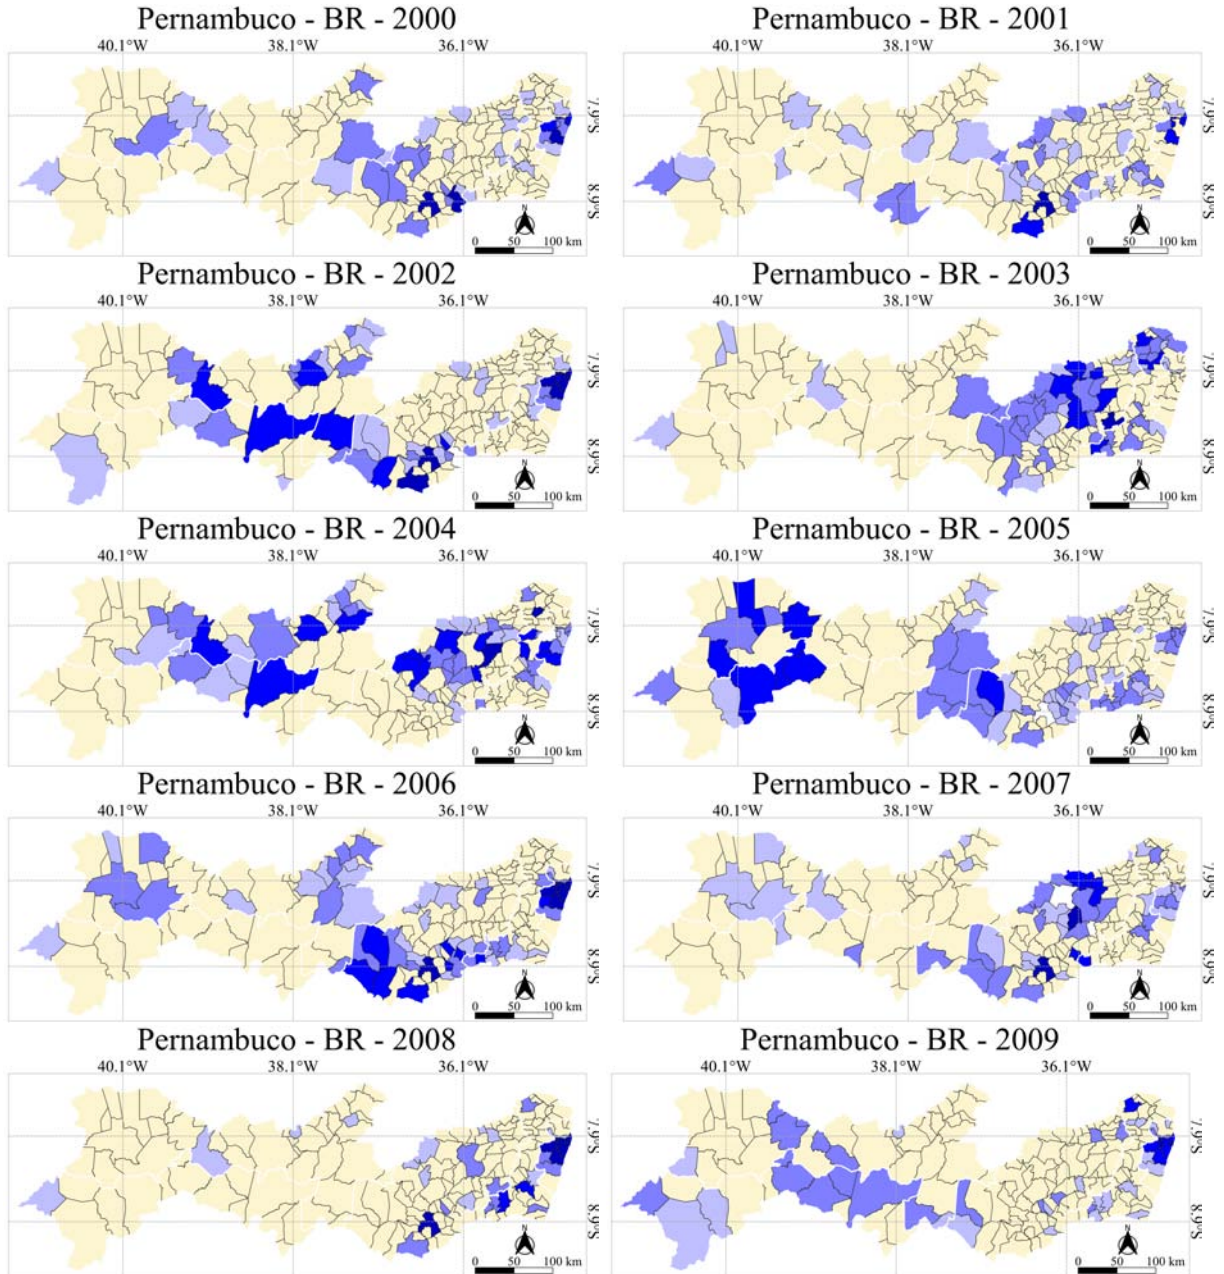 Pernambuco - BR - 2000
40.1°W 38.1°W 36.1°W
7.9°S
8.9°S
N
0 50 100 km
Pernambuco - BR - 2001
40.1°W 38.1°W 36.1°W
7.9°S
8.9°S
N
0 50 100 km
Pernambuco - BR - 2002
40.1°W 38.1°W 36.1°W
7.9°S
8.9°S
N
0 50 100 km
Pernambuco - BR - 2003
40.1°W 38.1°W 36.1°W
7.9°S
8.9°S
N
0 50 100 km
Pernambuco - BR - 2004
40.1°W 38.1°W 36.1°W
7.9°S
8.9°S
N
0 50 100 km
Pernambuco - BR - 2005
40.1°W 38.1°W 36.1°W
7.9°S
8.9°S
N
0 50 100 km
Pernambuco - BR - 2006
40.1°W 38.1°W 36.1°W
7.9°S
8.9°S
N
0 50 100 km
Pernambuco - BR - 2007
40.1°W 38.1°W 36.1°W
7.9°S
8.9°S
N
0 50 100 km
Pernambuco - BR - 2008
40.1°W 38.1°W 36.1°W
7.9°S
8.9°S
N
0 50 100 km
Pernambuco - BR - 2009
40.1°W 38.1°W 36.1°W
7.9°S
8.9°S
N
0 50 100 km